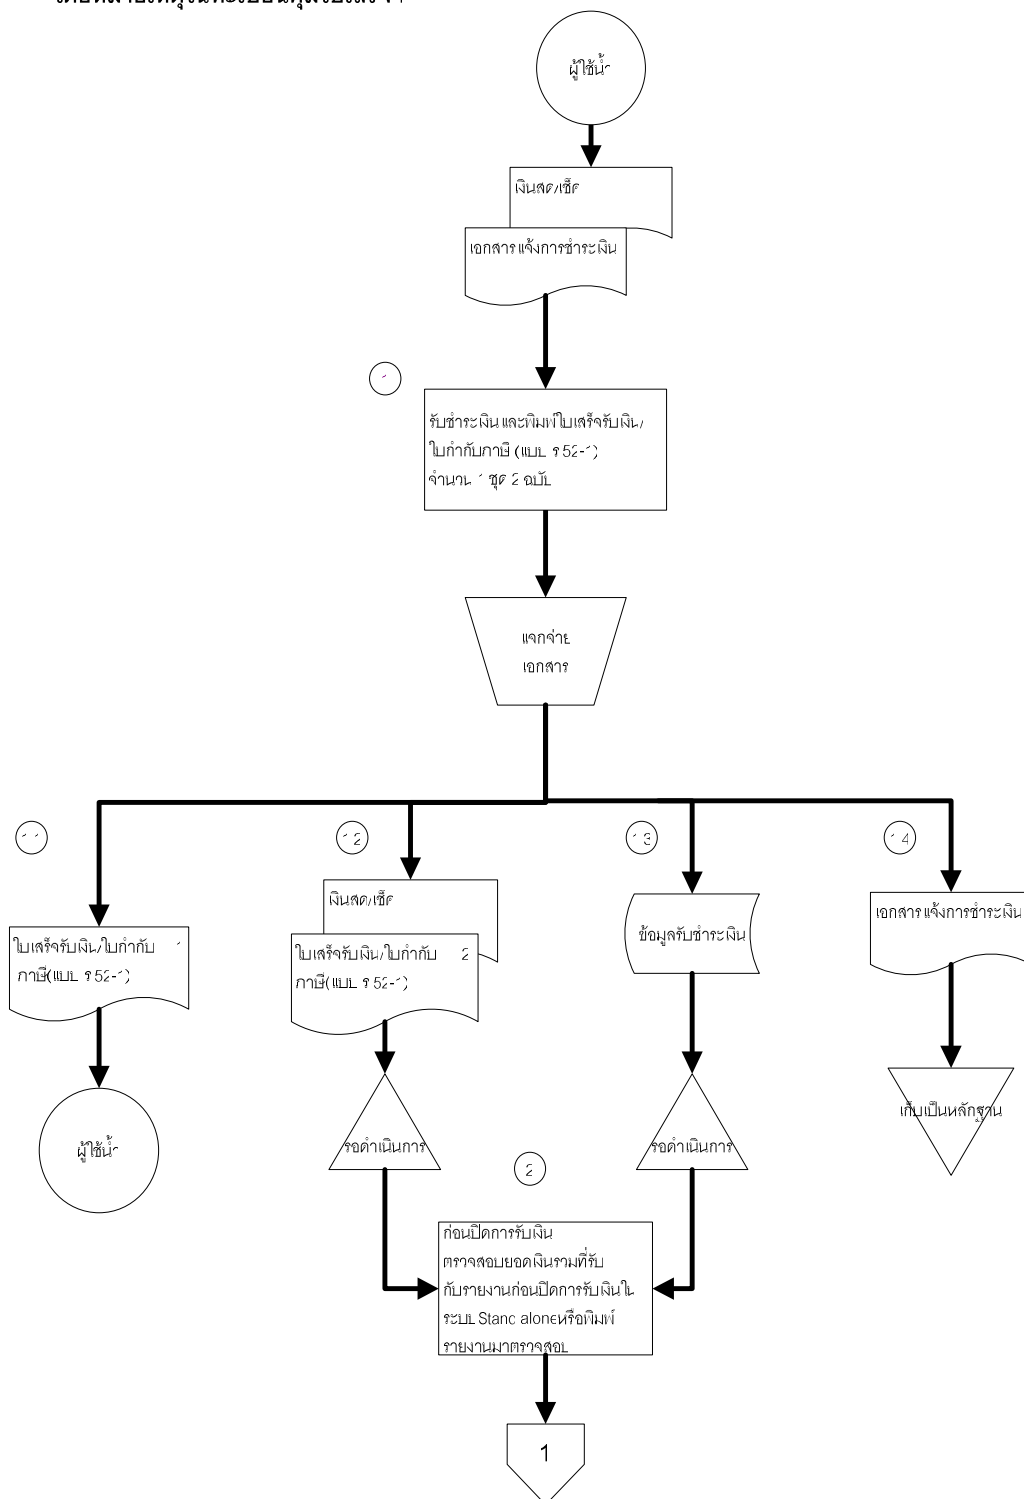 ผู้ใช้น้ำ
เงินสด/เช็ค
เอกสารแจ้งการชำระเงิน
1
รับชำระเงิน และพิมพ์ใบเสร็จรับเงิน/
ใบกำกับภาษี (แบบ ร 52-1)
จำนวน 1 ชุด 2 ฉบับ
แจกจ่าย
เอกสาร
1.1
1.2
1.3
1.4
เงินสด/เช็ค
ข้อมูลรับชำระเงิน
เอกสารแจ้งการชำระเงิน
ใบเสร็จรับเงิน/ใบกำกับ 1
ภาษี(แบบ ร 52-1)
ใบเสร็จรับเงิน/ใบกำกับ 2
ภาษี(แบบ ร 52-1)
ผู้ใช้น้ำ
รอดำเนินการ
รอดำเนินการ
เก็บเป็นหลักฐาน
2
ก่อนปิดการรับเงิน
ตรวจสอบยอดเงินรวมที่รับ
กับรายงานก่อนปิดการรับเงินใน
ระบบ Stand aloneหรือพิมพ์
รายงานมาตรวจสอบ
1